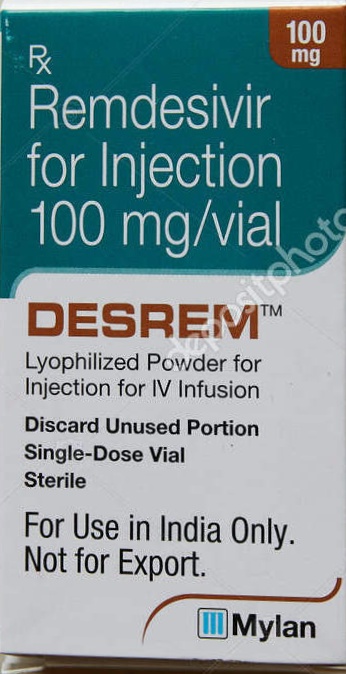 100
mg
Rx
Remdesivir
for Injection
100 mg/vial
DESREM™
Lyophilized Powder for
Injection for IV Infusion
Discard Unused Portion
Single-Dose Vial
Sterile
For Use in India Only.
Not for Export.
Mylan
depositphoto